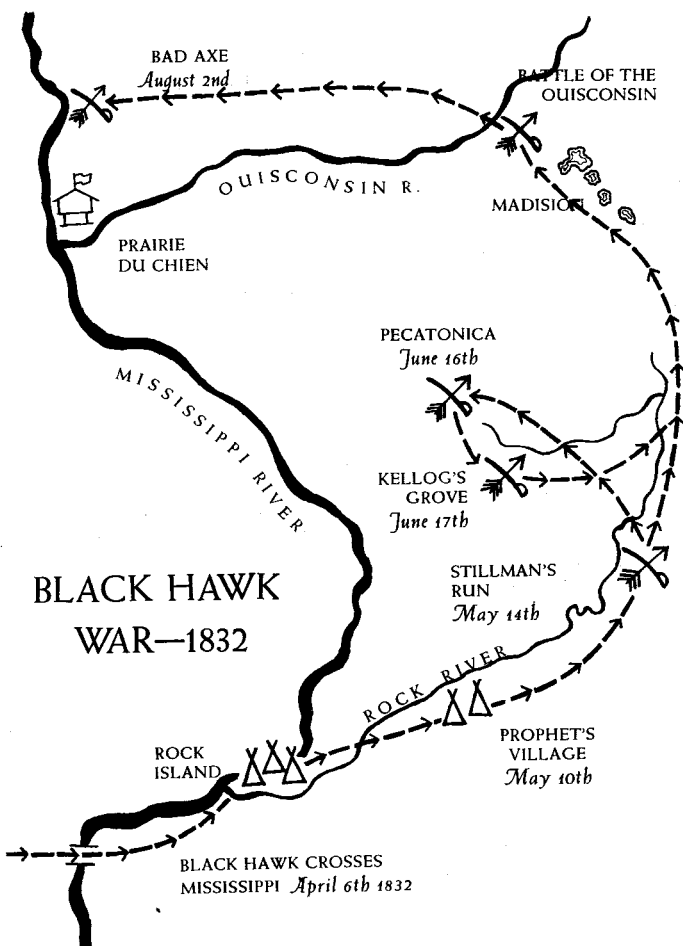 BAD AXE
August 2nd
BATTLE OF THE
OUISCONSIN
OUISCONSIN R.
MADISION
PRAIRIE
DU CHIEN
PECATONICA
June 16th
MISSISSIPPI RIVER
KELLOG'S
GROVE
June 17th
STILLMAN'S
RUN
May 14th
BLACK HAWK
WAR—1832
ROCK RIVER
ROCK
ISLAND
PROPHET'S
VILLAGE
May 10th
BLACK HAWK CROSSES
MISSISSIPPI April 6th 1832